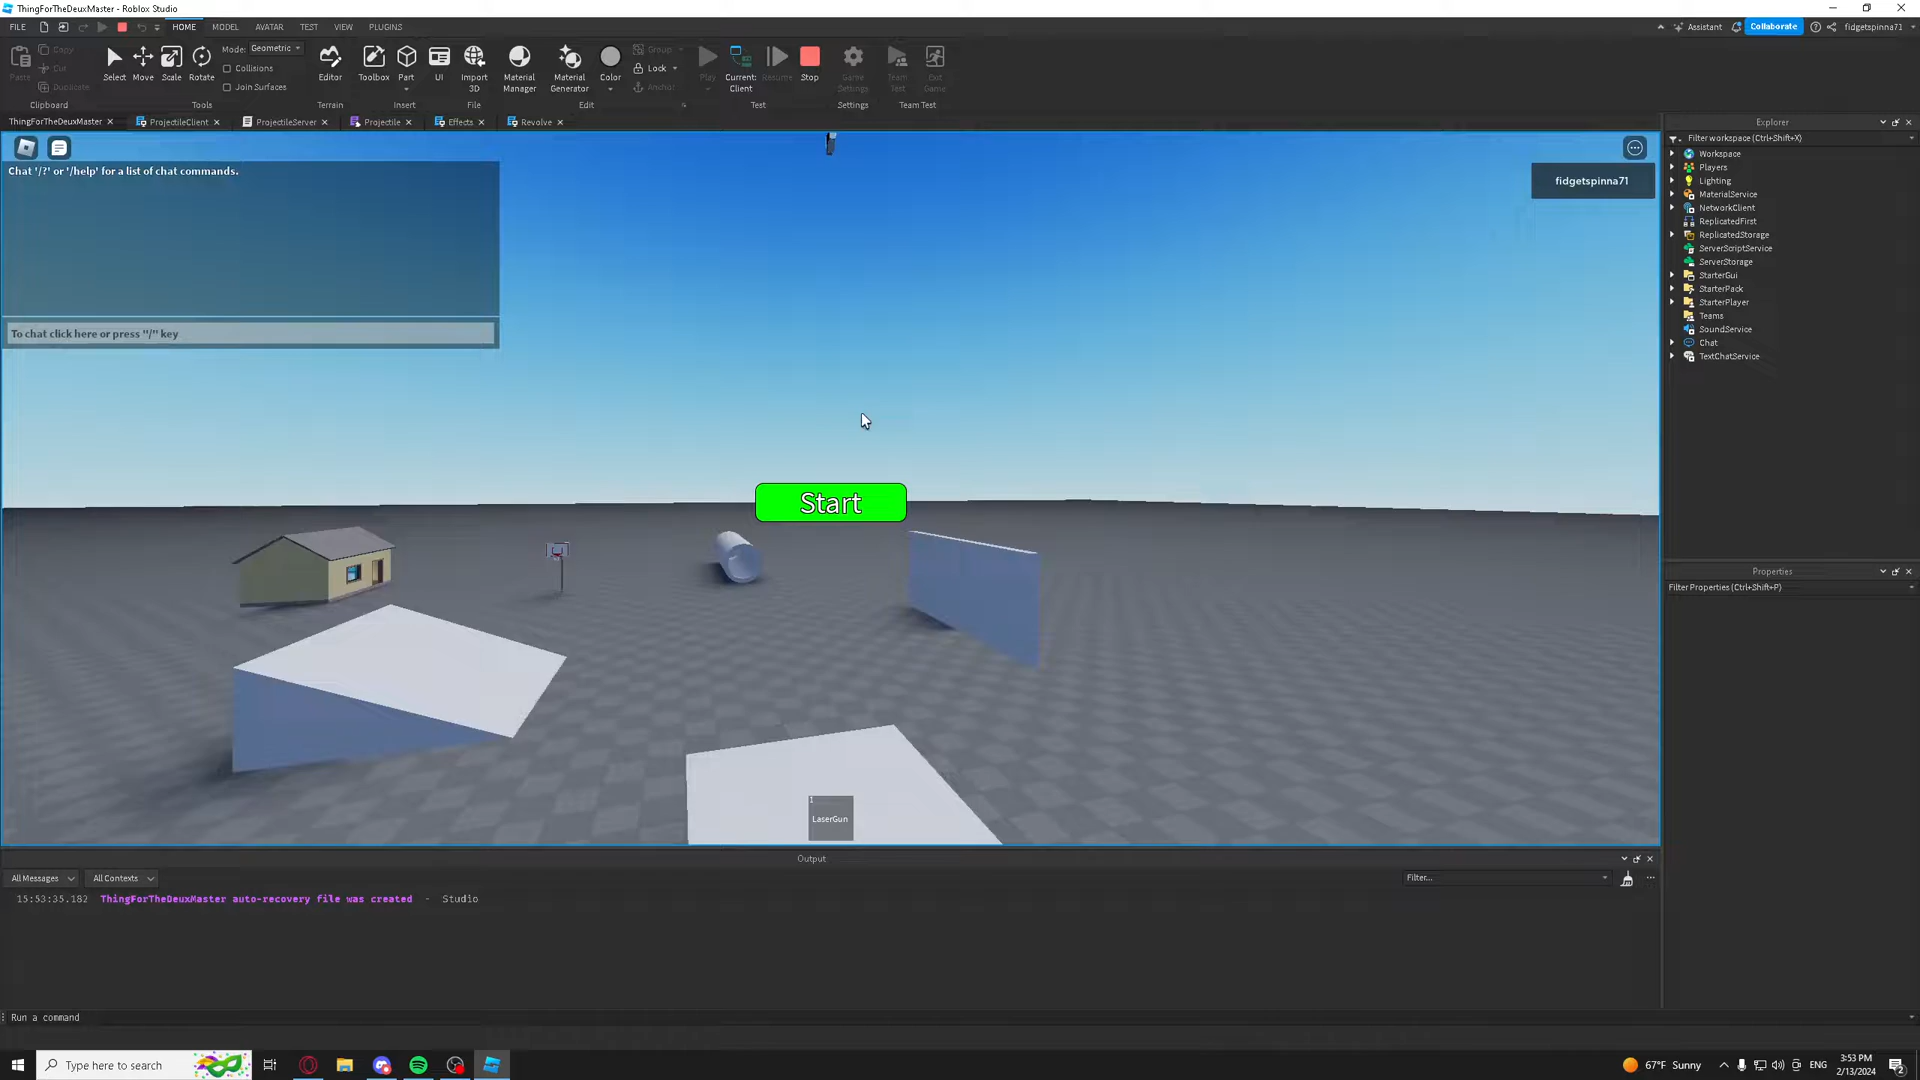 ThingForTheDeuxMaster - Roblox Studio
FILE HOME MODEL AVATAR TEST VIEW PLUGINS Assistant Collaborate fidgetspinna71
Paste Copy Cut Duplicate Select Move Scale Rotate Mode: Geometric Collisions Join Surfaces Editor Toolbox Part UI Import 3D Material Manager Material Generator Color Group Lock Anchor Play Current: Client Resume Stop Game Settings Team Test Exit Game
Clipboard Tools Terrain Insert File Edit Test Settings Team Test
ThingForTheDeuxMaster ProjectileClient ProjectileServer Projectile Effects Revolve
Chat '/?' or '/help' for a list of chat commands.
To chat click here or press "/" key
fidgetspinna71
Start
1
LaserGun
Explorer
Filter workspace (Ctrl+Shift+X)
Workspace
Players
Lighting
MaterialService
NetworkClient
ReplicatedFirst
ReplicatedStorage
ServerScriptService
ServerStorage
StarterGui
StarterPack
StarterPlayer
Teams
SoundService
Chat
TextChatService
Properties
Filter Properties (Ctrl+Shift+P)
Output
All Messages All Contexts Filter...
15:53:35.182 ThingForTheDeuxMaster auto-recovery file was created - Studio
Run a command
Type here to search 67°F Sunny ENG 3:53 PM
2/13/2024 2